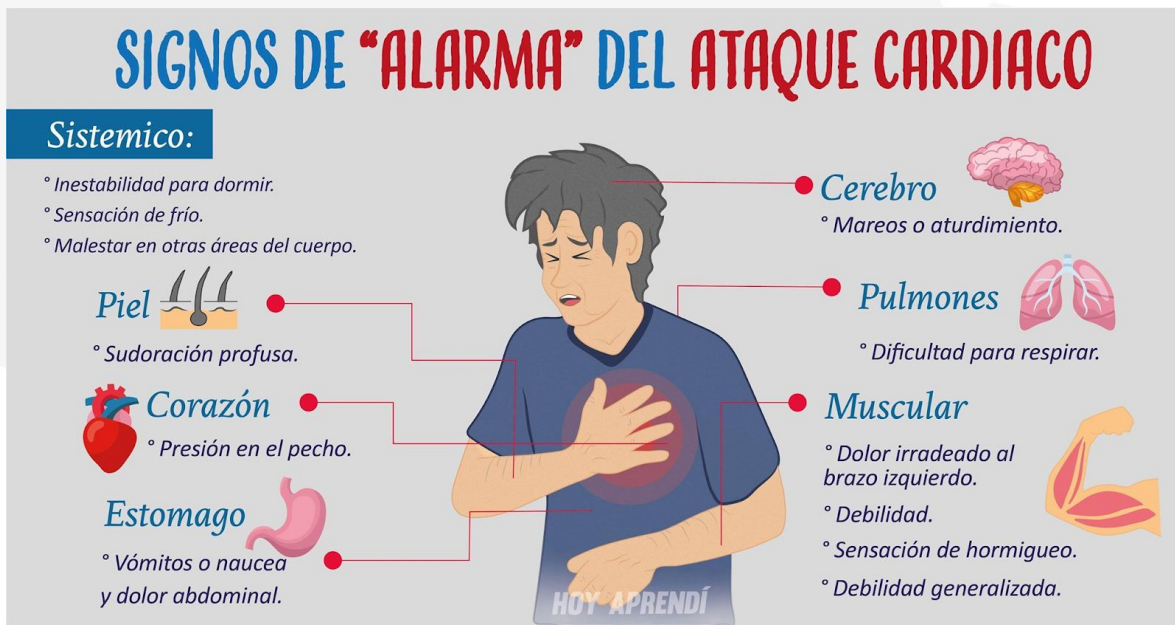 SIGNOS DE "ALARMA" DEL ATAQUE CARDIACO
Sistemico:
° Inestabilidad para dormir.
° Sensación de frío.
° Malestar en otras áreas del cuerpo.
Piel
° Sudoración profusa.
Corazón
° Presión en el pecho.
Estomago
° Vómitos o naucea
y dolor abdominal.
Cerebro
° Mareos o aturdimiento.
Pulmones
° Dificultad para respirar.
Muscular
° Dolor irradeado al
brazo izquierdo.
° Debilidad.
° Sensación de hormigueo.
° Debilidad generalizada.
HOY APRENDÍ